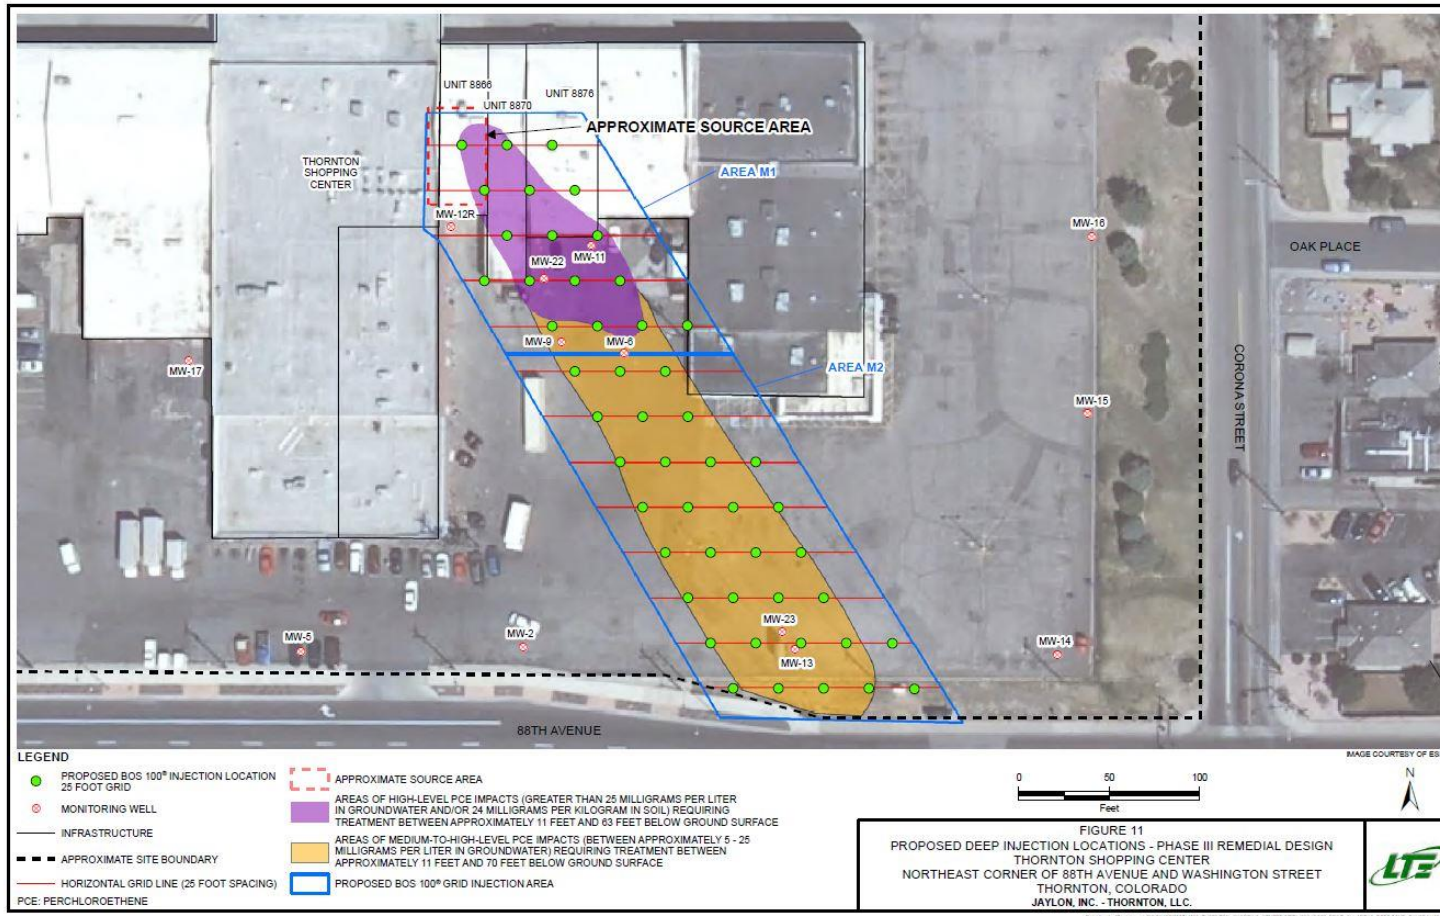 UNIT 8866
UNIT 8870
UNIT 8876
APPROXIMATE SOURCE AREA
THORNTON
SHOPPING
CENTER
AREA M1
MW-12R
MW-16
OAK PLACE
MW-22
MW-11
MW-9
MW-6
MW-17
AREA M2
CORONA STREET
MW-15
MW-23
MW-5
MW-2
MW-13
MW-14
88TH AVENUE
LEGEND
PROPOSED BOS 100® INJECTION LOCATION
25 FOOT GRID
MONITORING WELL
INFRASTRUCTURE
APPROXIMATE SITE BOUNDARY
HORIZONTAL GRID LINE (25 FOOT SPACING)
PCE: PERCHLOROETHENE
APPROXIMATE SOURCE AREA
AREAS OF HIGH-LEVEL PCE IMPACTS (GREATER THAN 25 MILLIGRAMS PER LITER
IN GROUNDWATER AND/OR 24 MILLIGRAMS PER KILOGRAM IN SOIL) REQUIRING
TREATMENT BETWEEN APPROXIMATELY 11 FEET AND 63 FEET BELOW GROUND SURFACE
AREAS OF MEDIUM-TO-HIGH-LEVEL PCE IMPACTS (BETWEEN APPROXIMATELY 5 - 25
MILLIGRAMS PER LITER IN GROUNDWATER) REQUIRING TREATMENT BETWEEN
APPROXIMATELY 11 FEET AND 70 FEET BELOW GROUND SURFACE
PROPOSED BOS 100® GRID INJECTION AREA
IMAGE COURTESY OF ES
0 50 100
Feet
N
FIGURE 11
PROPOSED DEEP INJECTION LOCATIONS - PHASE III REMEDIAL DESIGN
THORNTON SHOPPING CENTER
NORTHEAST CORNER OF 88TH AVENUE AND WASHINGTON STREET
THORNTON, COLORADO
JAYLON, INC. - THORNTON, LLC.
LTE